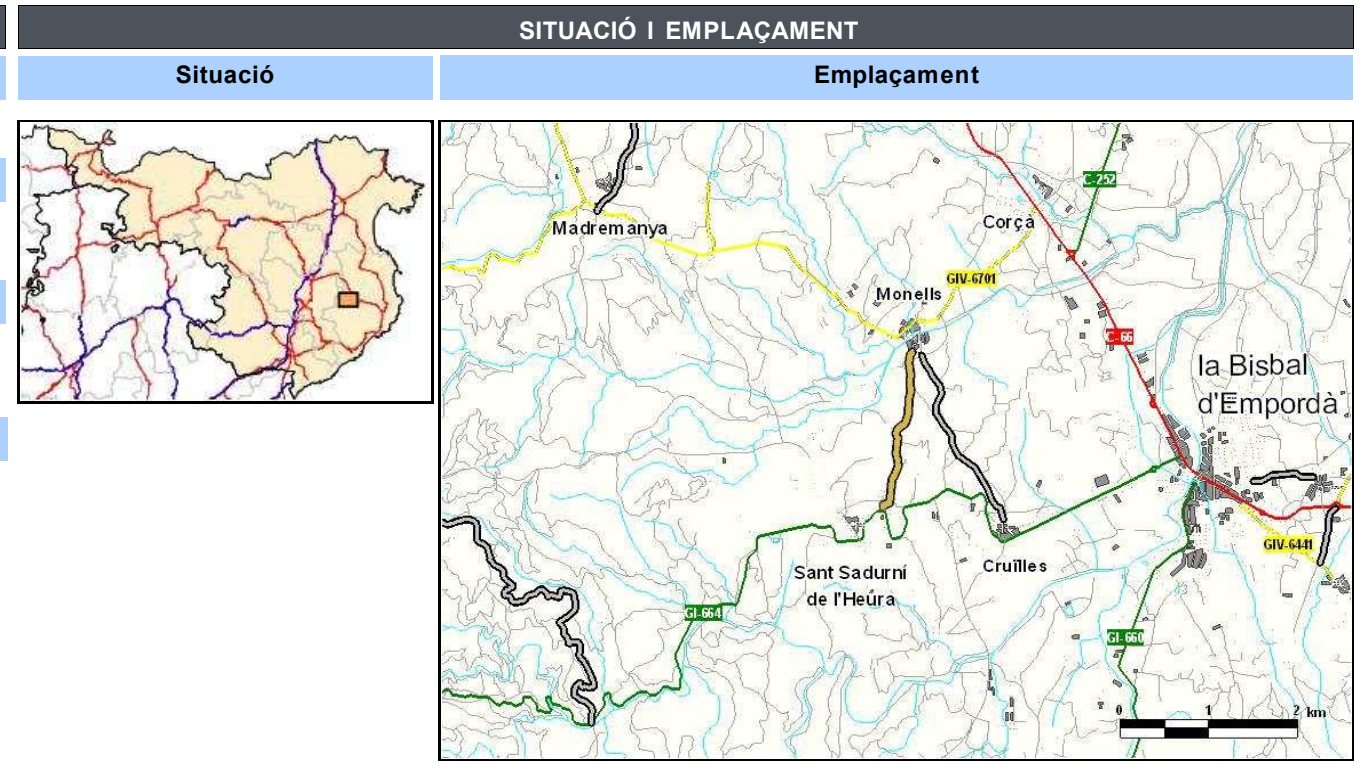 SITUACIÓ I EMPLAÇAMENT
Situació
Emplaçament
C-252
Corçà
Madremanya
GIV-6701
Monells
C-66
la Bisbal
d'Empordà
GIV-6441
Cruïlles
Sant Sadurní
de l'Heúra
GI-664
GI-660
0 1 2 km